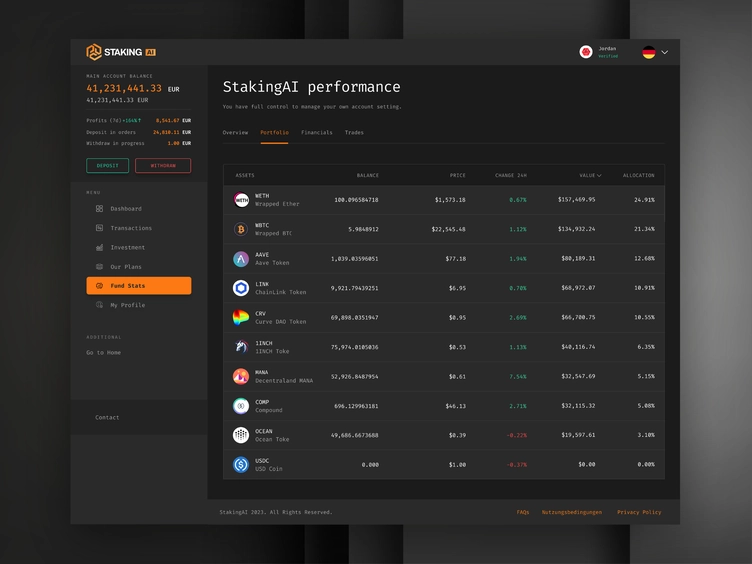 STAKING AI
Jordan
Verified
MAIN ACCOUNT BALANCE
41,231,441.33 EUR
41,231,441.33 EUR
Profits (7d) +164%↑ 8,541.67 EUR
Deposit in orders 24,810.11 EUR
Withdraw in progress 1.00 EUR
DEPOSIT WITHDRAW
MENU
Dashboard
Transactions
Investment
Our Plans
Fund Stats
My Profile
ADDITIONAL
Go to Home
Contact
StakingAI performance
You have full control to manage your own account setting.
Overview Portfolio Financials Trades
ASSETS BALANCE PRICE CHANGE 24H VALUE ALLOCATION
WETH
Wrapped Ether 100.096584718 $1,573.18 0.67% $157,469.95 24.91%
WBTC
Wrapped BTC 5.9848912 $22,545.48 1.12% $134,932.24 21.34%
AAVE
Aave Token 1,039.03596051 $77.18 1.94% $80,189.31 12.68%
LINK
ChainLink Token 9,921.79439251 $6.95 8.70% $68,972.07 10.91%
CRV
Curve DAO Token 69,898.0351947 $0.95 2.69% $66,700.75 10.55%
1INCH
1INCH Toke 75,974.0105036 $0.53 1.13% $40,116.74 6.35%
MANA
Decentraland MANA 52,926.8487954 $0.61 7.54% $32,547.69 5.15%
COMP
Compound 696.129963181 $46.13 2.71% $32,115.32 5.08%
OCEAN
Ocean Toke 49,686.6673688 $0.39 -0.22% $19,597.61 3.10%
USDC
USD Coin 0.000 $1.00 -0.37% $0.00 0.00%
StakingAI 2023. All Rights Reserved. FAQs Nutzungsbedingungen Privacy Policy